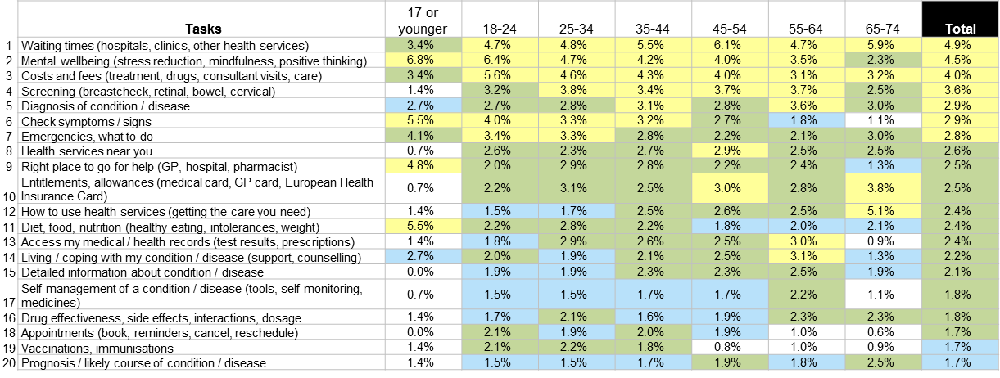 Tasks 17 or younger 18-24 25-34 35-44 45-54 55-64 65-74 Total
1 Waiting times (hospitals, clinics, other health services) 3.4% 4.7% 4.8% 5.5% 6.1% 4.7% 5.9% 4.9%
2 Mental wellbeing (stress reduction, mindfulness, positive thinking) 6.8% 6.4% 4.7% 4.2% 4.0% 3.5% 2.3% 4.5%
3 Costs and fees (treatment, drugs, consultant visits, care) 3.4% 5.6% 4.6% 4.3% 4.0% 3.1% 3.2% 4.0%
4 Screening (breastcheck, retinal, bowel, cervical) 1.4% 3.2% 3.8% 3.4% 3.7% 3.7% 2.5% 3.6%
5 Diagnosis of condition / disease 2.7% 2.7% 2.8% 3.1% 2.8% 3.6% 3.0% 2.9%
6 Check symptoms / signs 5.5% 4.0% 3.3% 3.2% 2.7% 1.8% 1.1% 2.9%
7 Emergencies, what to do 4.1% 3.4% 3.3% 2.8% 2.2% 2.1% 3.0% 2.8%
8 Health services near you 0.7% 2.6% 2.3% 2.7% 2.9% 2.5% 2.5% 2.6%
9 Right place to go for help (GP, hospital, pharmacist) 4.8% 2.0% 2.9% 2.8% 2.2% 2.4% 1.3% 2.5%
Entitlements, allowances (medical card, GP card, European Health
10 Insurance Card) 0.7% 2.2% 3.1% 2.5% 3.0% 2.8% 3.8% 2.5%
12 How to use health services (getting the care you need) 1.4% 1.5% 1.7% 2.5% 2.6% 2.5% 5.1% 2.4%
11 Diet, food, nutrition (healthy eating, intolerances, weight) 5.5% 2.2% 2.8% 2.2% 1.8% 2.0% 2.1% 2.4%
13 Access my medical / health records (test results, prescriptions) 1.4% 1.8% 2.9% 2.6% 2.5% 3.0% 0.9% 2.4%
14 Living / coping with my condition / disease (support, counselling) 2.7% 2.0% 1.9% 2.1% 2.5% 3.1% 1.3% 2.2%
15 Detailed information about condition / disease 0.0% 1.9% 1.9% 2.3% 2.3% 2.5% 1.9% 2.1%
Self-management of a condition / disease (tools, self-monitoring,
17 medicines) 0.7% 1.5% 1.5% 1.7% 1.7% 2.2% 1.1% 1.8%
16 Drug effectiveness, side effects, interactions, dosage 1.4% 1.7% 2.1% 1.6% 1.9% 2.3% 2.3% 1.8%
18 Appointments (book, reminders, cancel, reschedule) 0.0% 2.1% 1.9% 2.0% 1.9% 1.0% 0.6% 1.7%
19 Vaccinations, immunisations 1.4% 2.1% 2.2% 1.8% 0.8% 1.0% 0.9% 1.7%
20 Prognosis / likely course of condition / disease 1.4% 1.5% 1.5% 1.7% 1.9% 1.8% 2.5% 1.7%